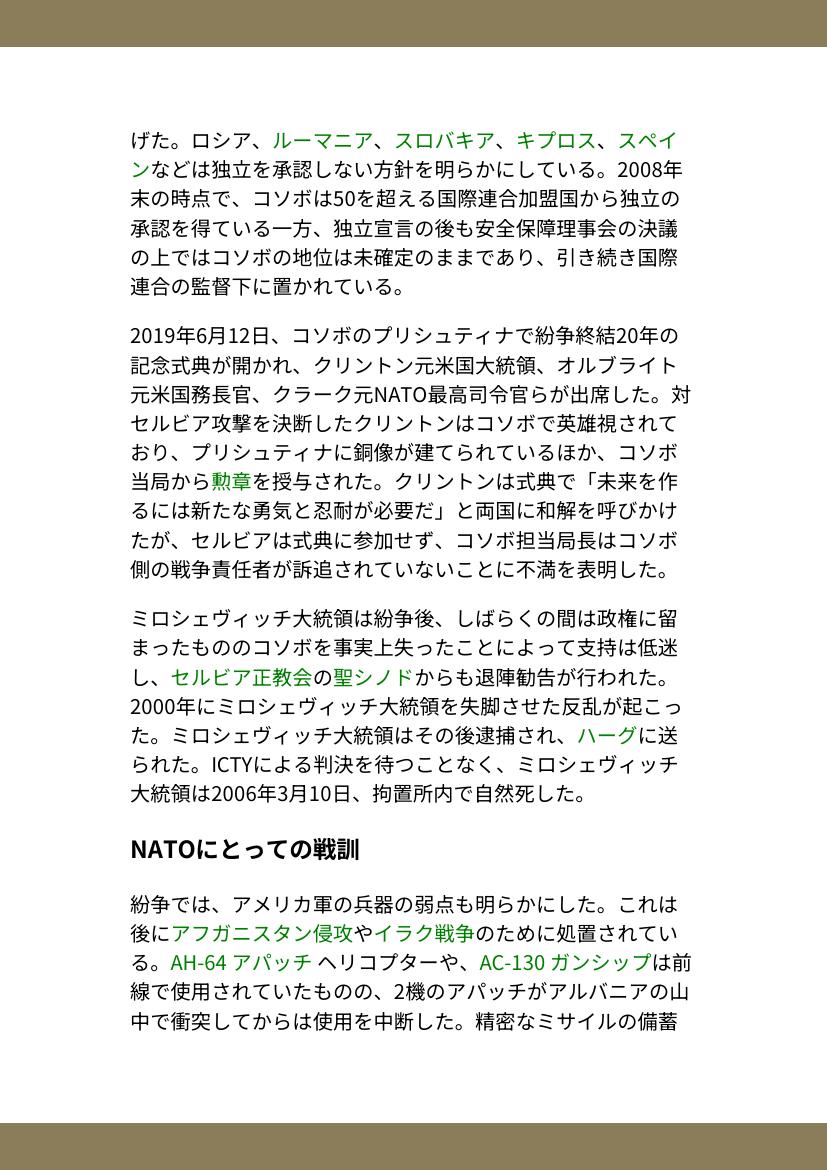 げた。ロシア、ルーマニア、スロバキア、キプロス、スペイ
ンなどは独立を承認しない方針を明らかにしている。2008年
末の時点で、コソボは50を超える国際連合加盟国から独立の
承認を得ている一方、独立宣言の後も安全保障理事会の決議
の上ではコソボの地位は未確定のままであり、引き続き国際
連合の監督下に置かれている。
2019年6月12日、コソボのプリシュティナで紛争終結20年の
記念式典が開かれ、クリントン元米国大統領、オルブライト
元米国務長官、クラーク元NATO最高司令官らが出席した。対
セルビア攻撃を決断したクリントンはコソボで英雄視されて
おり、プリシュティナに銅像が建てられているほか、コソボ
当局から勲章を授与された。クリントンは式典で「未来を作
るには新たな勇気と忍耐が必要だ」と両国に和解を呼びかけ
たが、セルビアは式典に参加せず、コソボ担当局長はコソボ
側の戦争責任者が訴追されていないことに不満を表明した。
ミロシェヴィッチ大統領は紛争後、しばらくの間は政権に留
まったもののコソボを事実上失ったことによって支持は低迷
し、セルビア正教会の聖シノドからも退陣勧告が行われた。
2000年にミロシェヴィッチ大統領を失脚させた反乱が起こっ
た。ミロシェヴィッチ大統領はその後逮捕され、ハーグに送
られた。ICTYによる判決を待つことなく、ミロシェヴィッチ
大統領は2006年3月10日、拘置所内で自然死した。
NATOにとっての戦訓
紛争では、アメリカ軍の兵器の弱点も明らかにした。これは
後にアフガニスタン侵攻やイラク戦争のために処置されてい
る。AH-64 アパッチ ヘリコプターや、AC-130 ガンシップは前
線で使用されていたものの、2機のアパッチがアルバニアの山
中で衝突してからは使用を中断した。精密なミサイルの備蓄